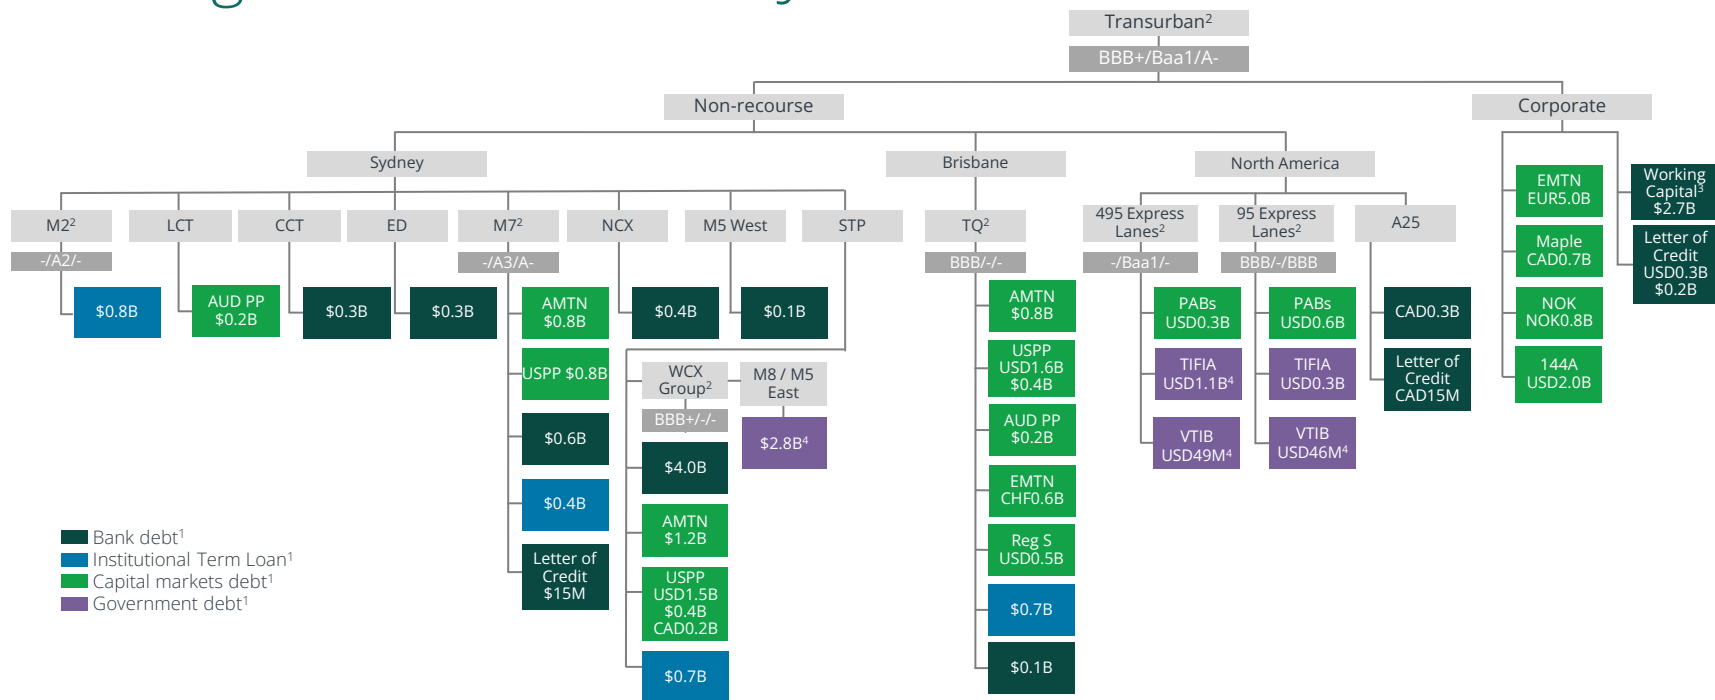 Transurban²
BBB+/Baa1/A-
Non-recourse
Corporate
Sydney
Brisbane
North America
M2²
-/A2/-
$0.8B
LCT
AUD PP
$0.2B
CCT
$0.3B
ED
$0.3B
M7²
-/A3/A-
AMTN
$0.8B
USPP $0.8B
$0.6B
$0.4B
Letter of
Credit
$15M
NCX
$0.4B
M5 West
$0.1B
STP
WCX
Group²
BBB+/-/-
$4.0B
AMTN
$1.2B
USPP
USD1.5B
$0.4B
CAD0.2B
$0.7B
M8 / M5
East
$2.8B⁴
TQ²
BBB/-/-
AMTN
$0.8B
USPP
USD1.6B
$0.4B
AUD PP
$0.2B
EMTN
CHF0.6B
Reg S
USD0.5B
$0.7B
$0.1B
495 Express
Lanes²
-/Baa1/-
PABs
USD0.3B
TIFIA
USD1.1B⁴
VTIB
USD49M⁴
95 Express
Lanes²
BBB/-/BBB
PABs
USD0.6B
TIFIA
USD0.3B
VTIB
USD46M⁴
A25
CAD0.3B
Letter of
Credit
CAD15M
EMTN
EUR5.0B
Maple
CAD0.7B
NOK
NOK0.8B
144A
USD2.0B
Working
Capital³
$2.7B
Letter of
Credit
USD0.3B
$0.2B
Bank debt¹
Institutional Term Loan¹
Capital markets debt¹
Government debt¹